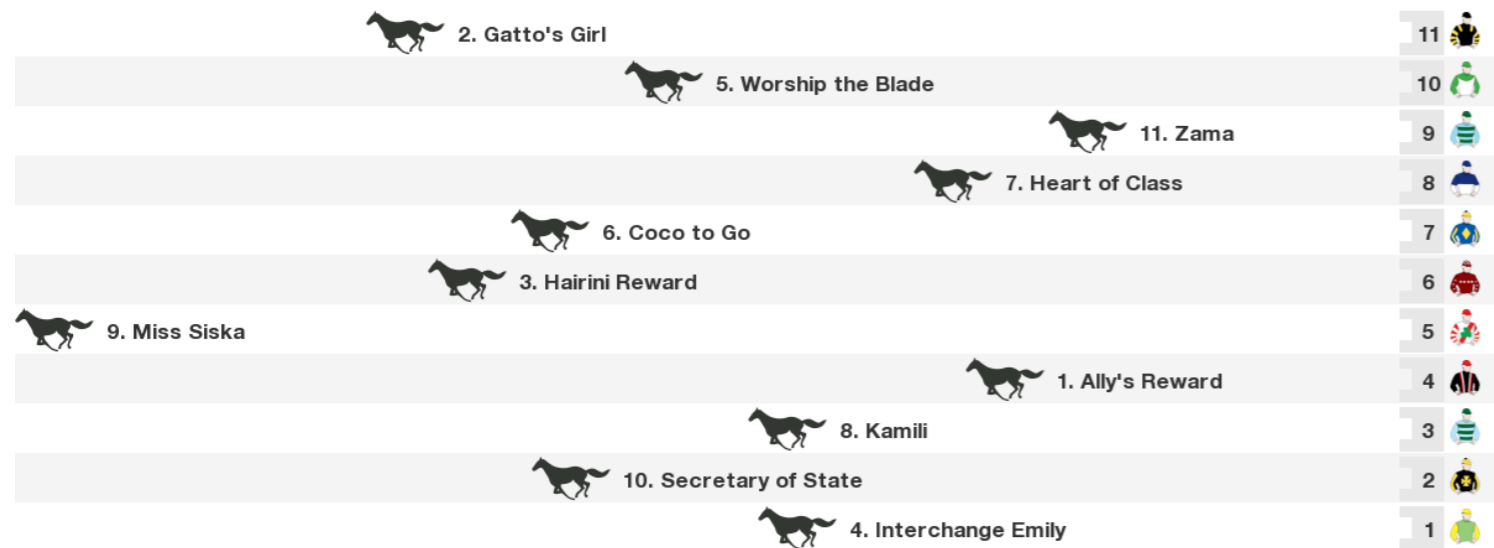 2. Gatto's Girl 11
5. Worship the Blade 10
11. Zama 9
7. Heart of Class 8
6. Coco to Go 7
3. Hairini Reward 6
9. Miss Siska 5
1. Ally's Reward 4
8. Kamili 3
10. Secretary of State 2
4. Interchange Emily 1